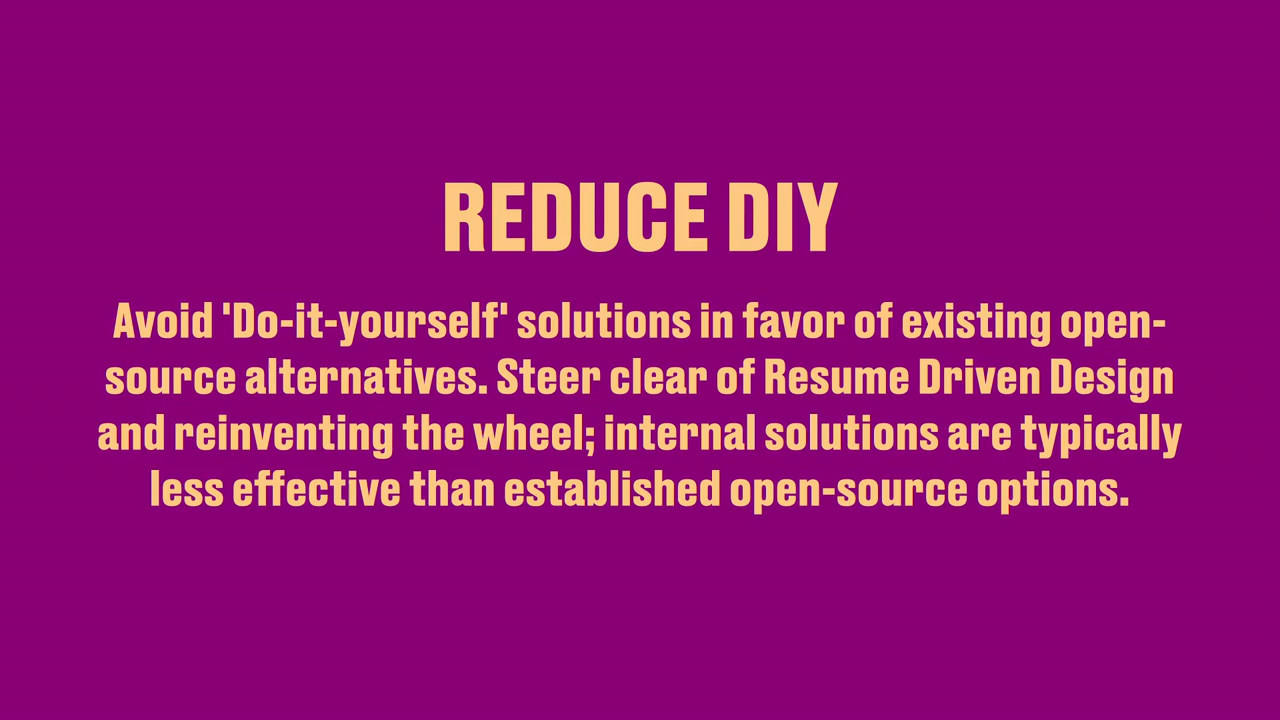 REDUCE DIY
Avoid 'Do-it-yourself' solutions in favor of existing open-
source alternatives. Steer clear of Resume Driven Design
and reinventing the wheel; internal solutions are typically
less effective than established open-source options.